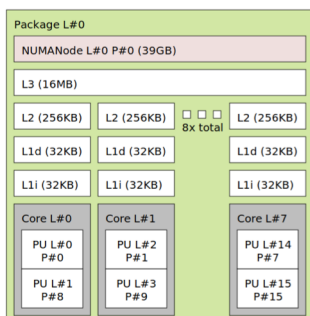 Package L#0
NUMANode L#0 P#0 (39GB)
L3 (16MB)
L2 (256KB) L2 (256KB) 8x total L2 (256KB)
L1d (32KB) L1d (32KB) L1d (32KB)
L1i (32KB) L1i (32KB) L1i (32KB)
Core L#0 Core L#1 Core L#7
PU L#0 PU L#2 PU L#14
P#0 P#1 P#7
PU L#1 PU L#3 PU L#15
P#8 P#9 P#15